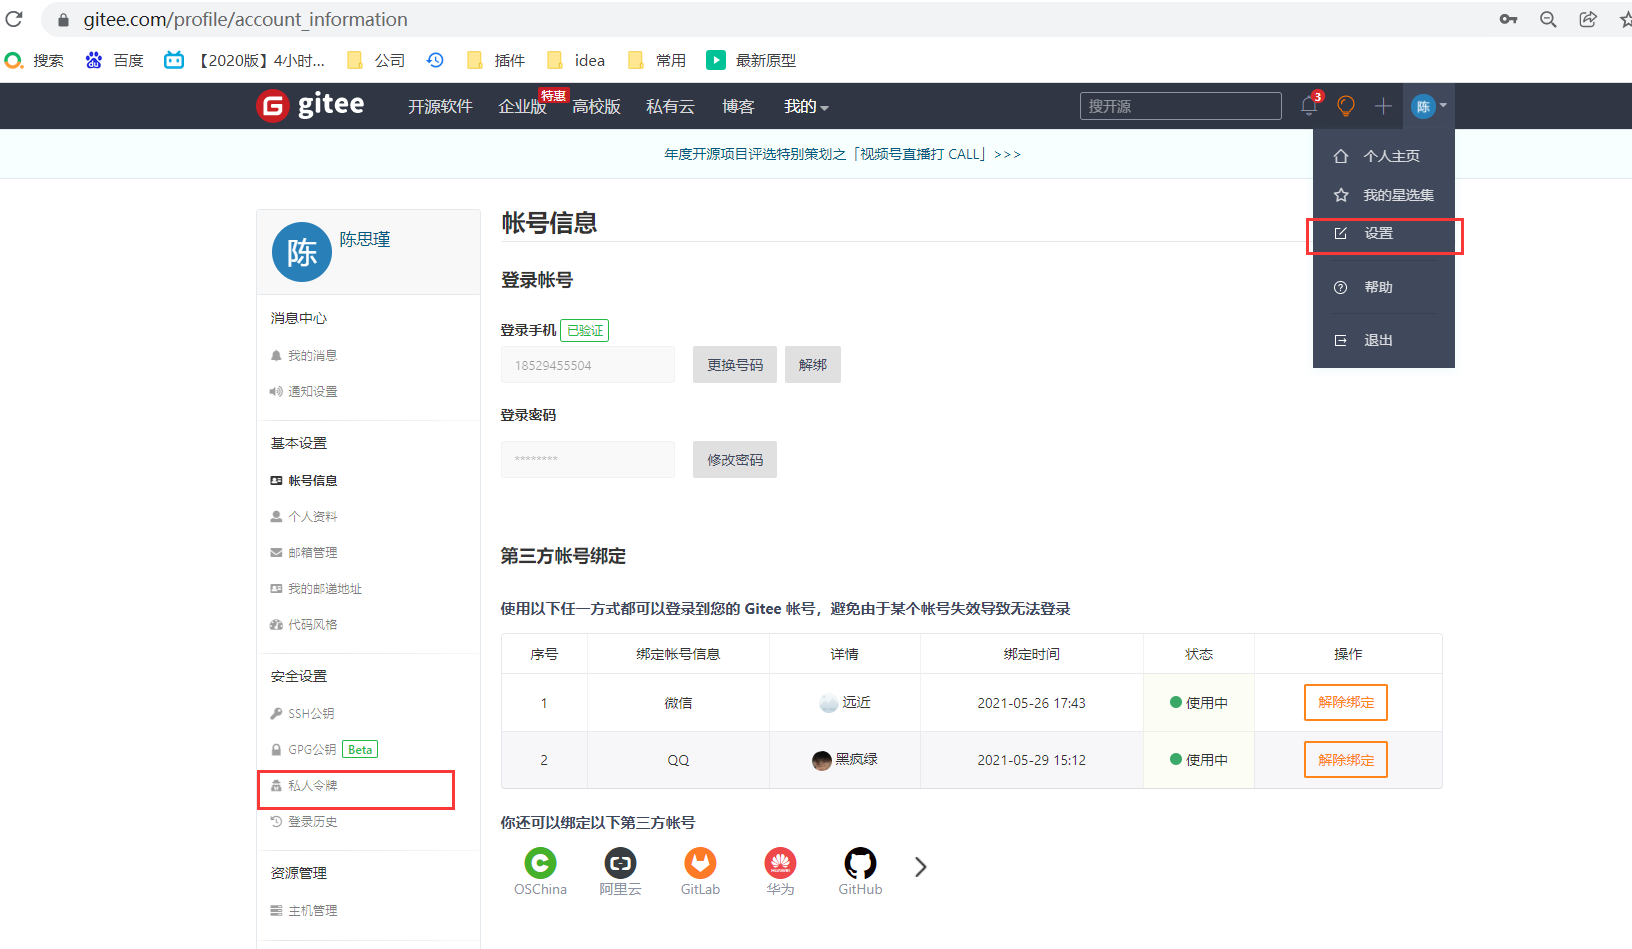 gitee.com/profile/account_information
搜索 百度 【2020版】4小时... 公司 插件 idea 常用 最新原型
gitee 开源软件 企业版 特惠 高校版 私有云 博客 我的 搜开源 3 陈
年度开源项目评选特别策划之「视频号直播打 CALL」>>>
个人主页
我的星选集
设置
帮助
退出
陈 陈思瑾
消息中心
我的消息
通知设置
基本设置
帐号信息
个人资料
邮箱管理
我的邮递地址
代码风格
安全设置
SSH公钥
GPG公钥 Beta
私人令牌
登录历史
资源管理
主机管理
帐号信息
登录帐号
登录手机 已验证
18529455504 更换号码 解绑
登录密码
******** 修改密码
第三方帐号绑定
使用以下任一方式都可以登录到您的 Gitee 帐号，避免由于某个帐号失效导致无法登录
序号 绑定帐号信息 详情 绑定时间 状态 操作
1 微信 远近 2021-05-26 17:43 使用中 解除绑定
2 QQ 黑疯绿 2021-05-29 15:12 使用中 解除绑定
你还可以绑定以下第三方帐号
OSChina 阿里云 GitLab 华为 GitHub